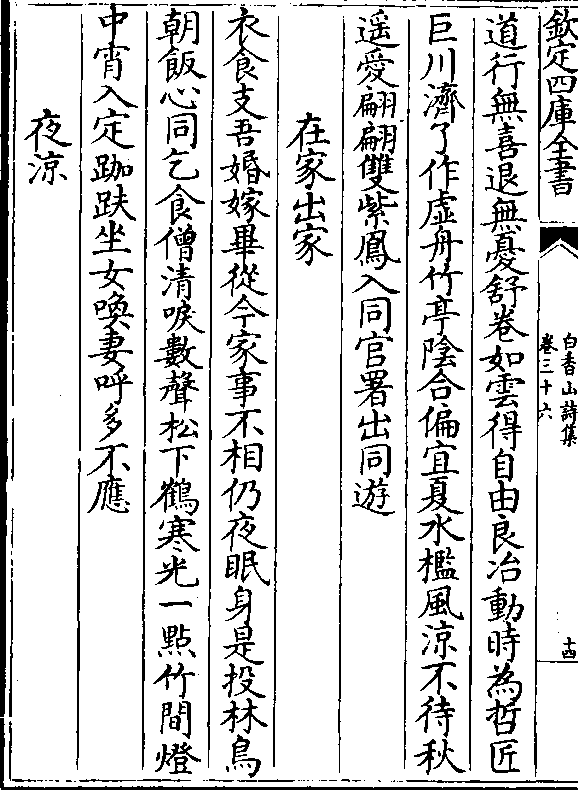 欽定四庫全書
白香山詩集
卷三十六
十四
道行無喜退無憂舒卷如雲得自由良冶動時為哲匠
巨川濟了作虛舟竹亭陰合偏宜夏水檻風涼不待秋
遥愛翩翩雙紫鳳入同官署出同遊
在家出家
衣食支吾婚嫁畢從今家事不相仍夜眠身是投林鳥
朝飯心同乞食僧清唳數聲松下鶴寒光一點竹間燈
中宵入定跏趺坐女喚妻呼多不應
夜涼